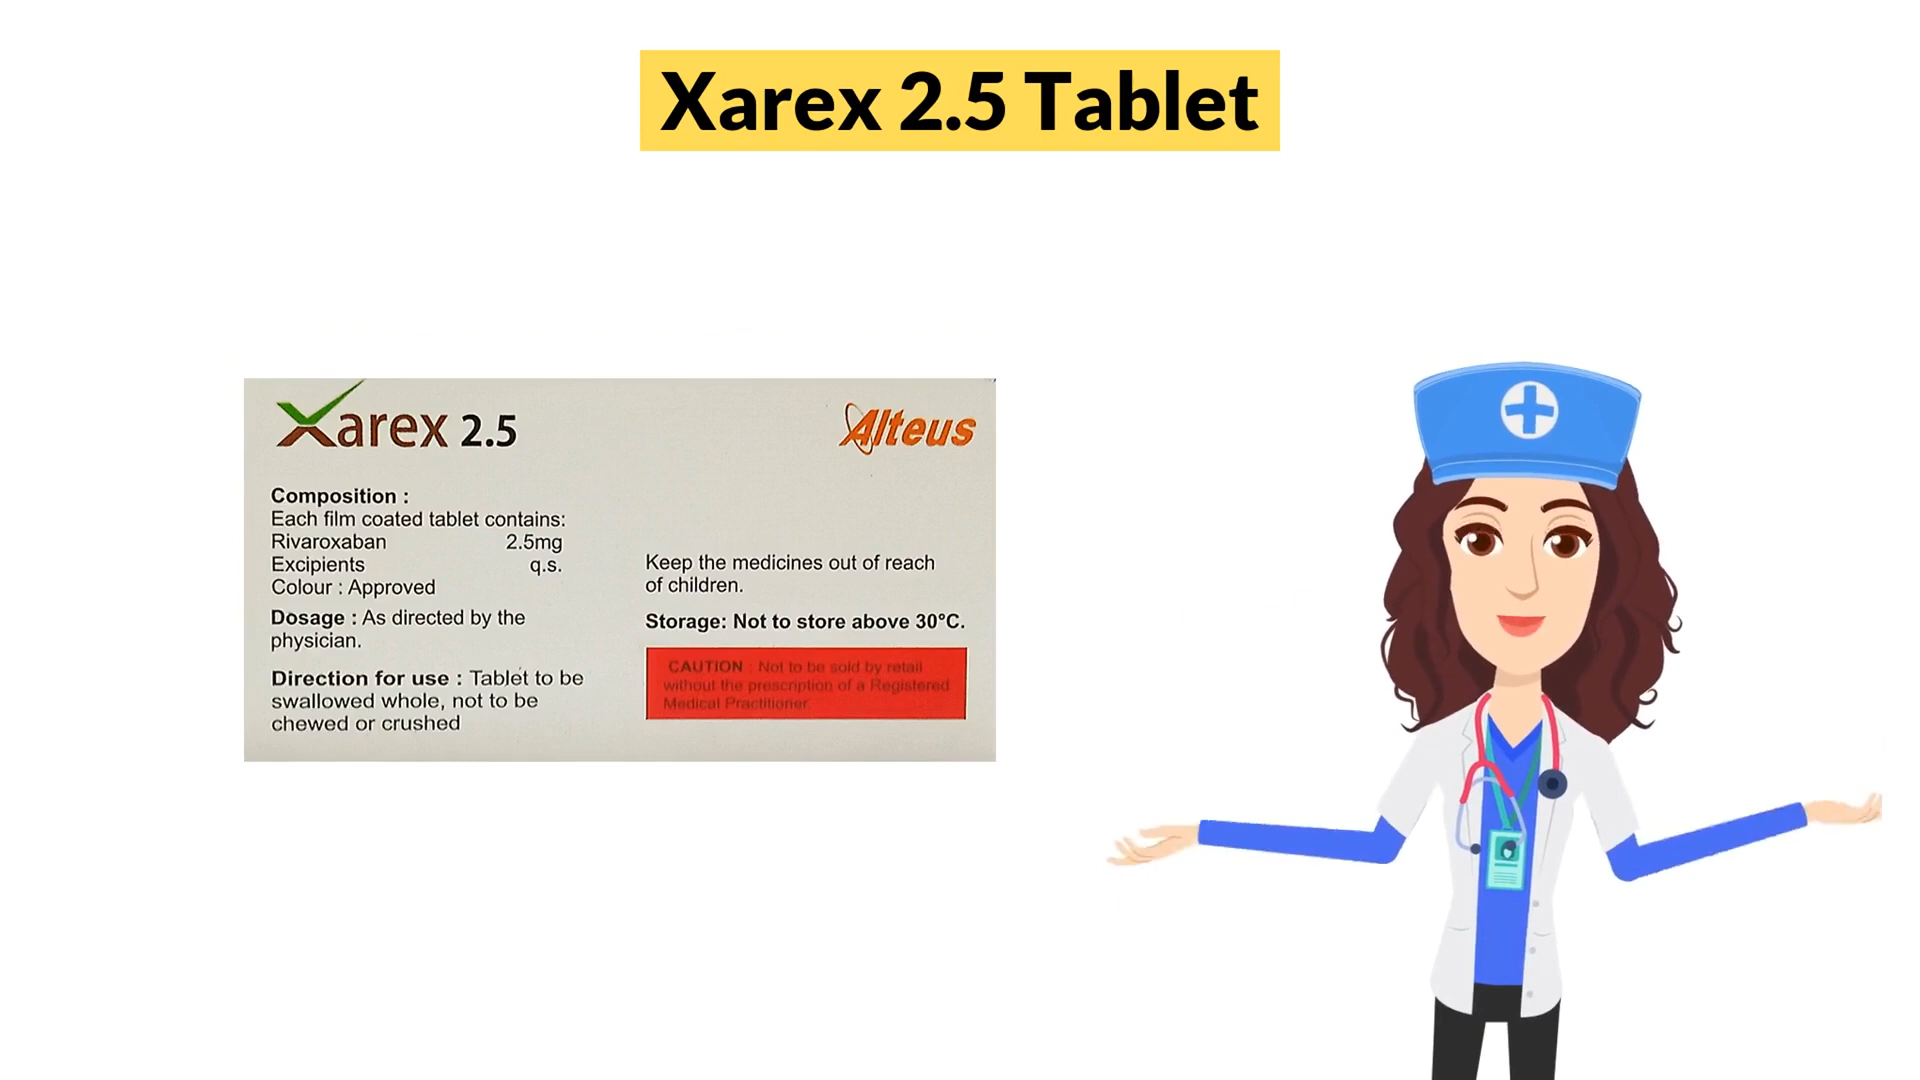 Xarex 2.5 Tablet
Xarex 2.5
Alteus
Composition :
Each film coated tablet contains:
Rivaroxaban 2.5mg
Excipients q.s.
Colour : Approved
Dosage : As directed by the
physician.
Direction for use : Tablet to be
swallowed whole, not to be
chewed or crushed
Keep the medicines out of reach
of children.
Storage: Not to store above 30°C.
CAUTION : Not to be sold by retail
without the prescription of a Registered
Medical Practitioner.